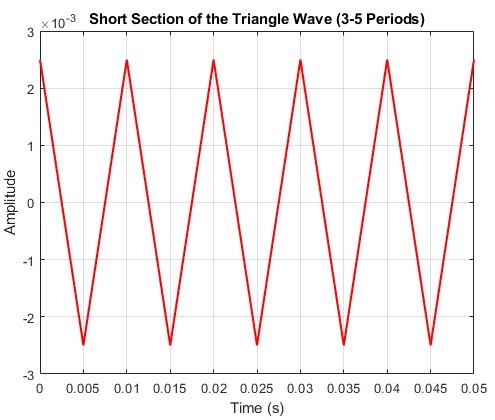 Short Section of the Triangle Wave (3-5 Periods)
×10⁻³
3
2
1
0
-1
-2
-3
Amplitude
0 0.005 0.01 0.015 0.02 0.025 0.03 0.035 0.04 0.045 0.05
Time (s)